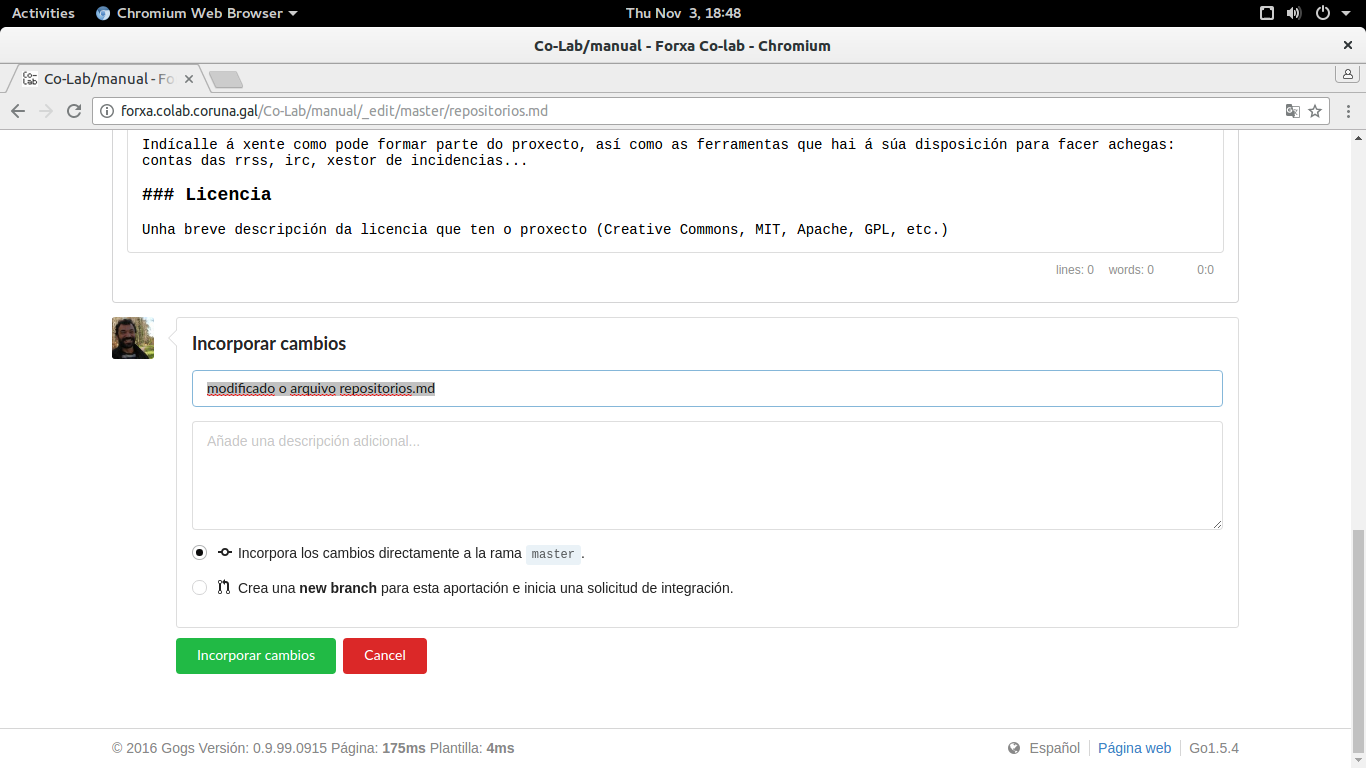 Activities Chromium Web Browser Thu Nov 3, 18:48
Co-Lab/manual - Forxa Co-lab - Chromium
Co-Lab/manual - Fo
forxa.colab.coruna.gal/Co-Lab/manual/_edit/master/repositorios.md
Indícalle á xente como pode formar parte do proxecto, así como as ferramentas que hai á súa disposición para facer achegas:
contas das rrss, irc, xestor de incidencias...
### Licencia
Unha breve descripción da licencia que ten o proxecto (Creative Commons, MIT, Apache, GPL, etc.)
lines: 0 words: 0 0:0
Incorporar cambios
modificado o arquivo repositorios.md
Añade una descripción adicional...
Incorpora los cambios directamente a la rama master.
Crea una new branch para esta aportación e inicia una solicitud de integración.
Incorporar cambios Cancel
© 2016 Gogs Versión: 0.9.99.0915 Página: 175ms Plantilla: 4ms Español Página web Go1.5.4